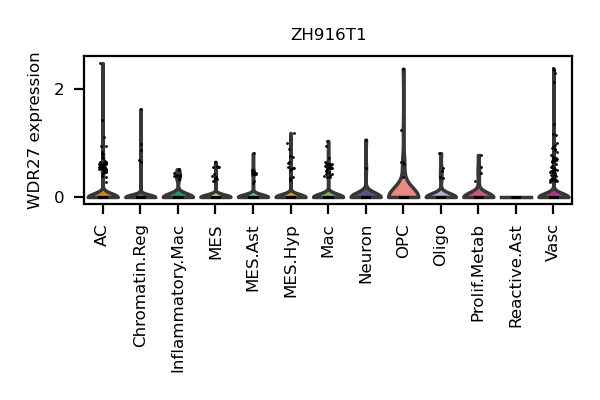 ZH916T1
WDR27 expression
2
0
AC
Chromatin.Reg
Inflammatory.Mac
MES
MES.Ast
MES.Hyp
Mac
Neuron
OPC
Oligo
Prolif.Metab
Reactive.Ast
Vasc